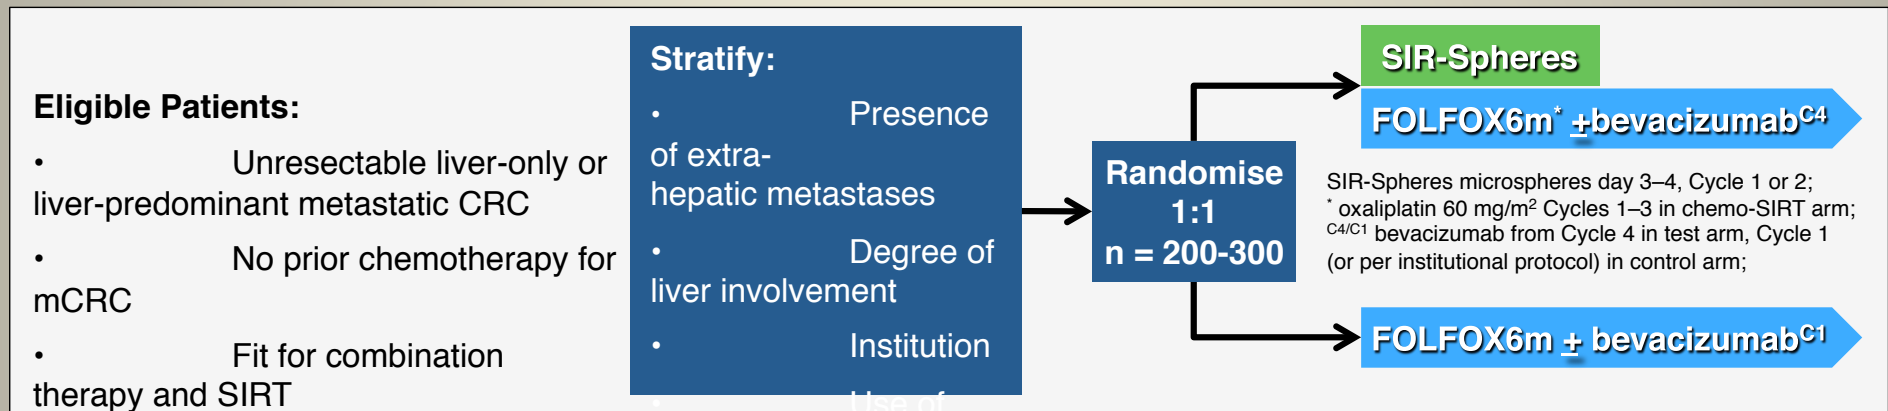 Eligible Patients:
• Unresectable liver-only or
liver-predominant metastatic CRC
• No prior chemotherapy for
mCRC
• Fit for combination
therapy and SIRT
Stratify:
• Presence
of extra-
hepatic metastases
• Degree of
liver involvement
• Institution
• Use of
Randomise
1:1
n = 200-300
SIR-Spheres
FOLFOX6m* ±bevacizumabC4
SIR-Spheres microspheres day 3–4, Cycle 1 or 2;
* oxaliplatin 60 mg/m² Cycles 1–3 in chemo-SIRT arm;
C4/C1 bevacizumab from Cycle 4 in test arm, Cycle 1
(or per institutional protocol) in control arm;
FOLFOX6m ± bevacizumabC1